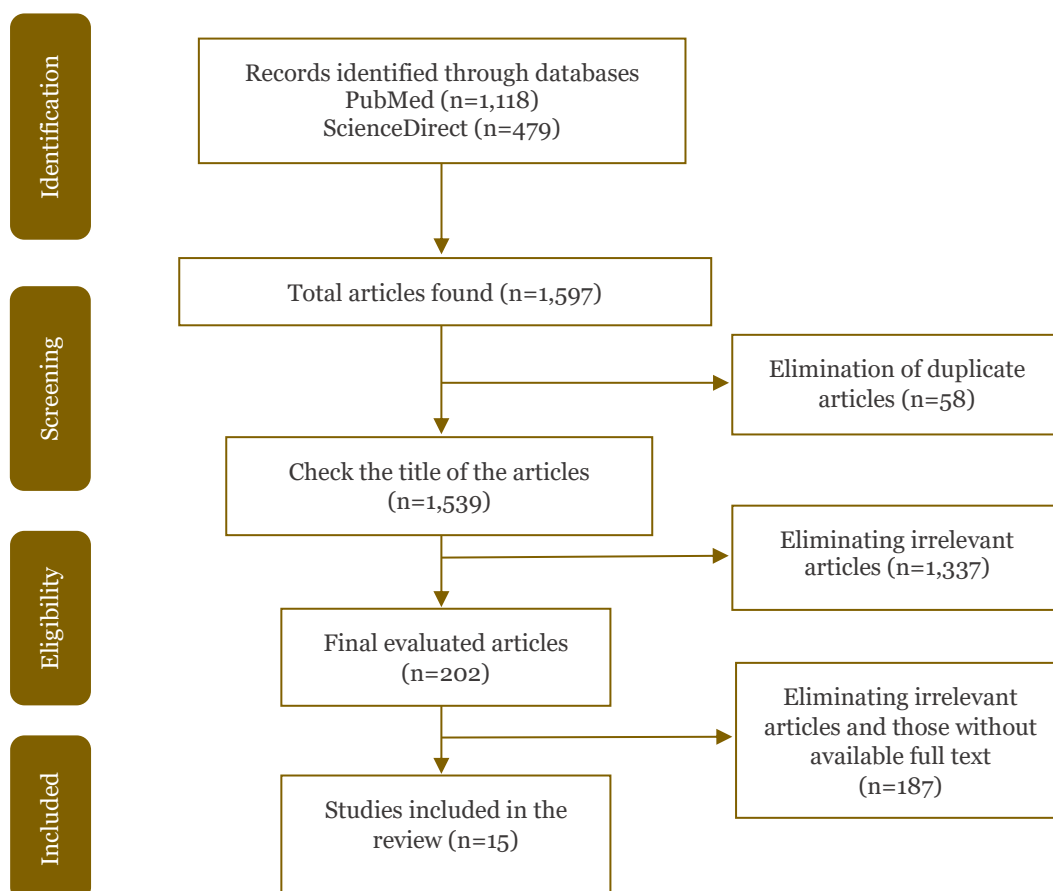 Identification
Records identified through databases
PubMed (n=1,118)
ScienceDirect (n=479)
Total articles found (n=1,597)
Screening
Elimination of duplicate
articles (n=58)
Check the title of the articles
(n=1,539)
Eligibility
Eliminating irrelevant
articles (n=1,337)
Final evaluated articles
(n=202)
Eliminating irrelevant
articles and those without
available full text
(n=187)
Included
Studies included in the
review (n=15)